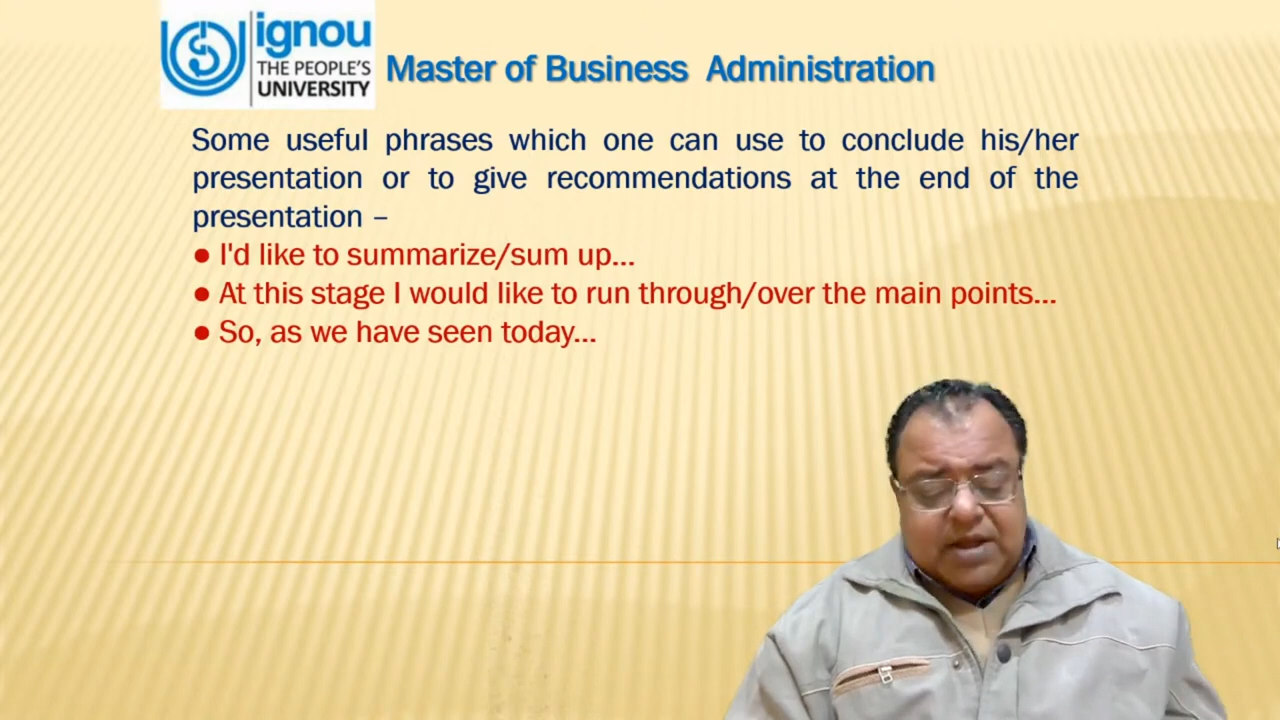 ignou
THE PEOPLE'S
UNIVERSITY
Master of Business Administration
Some useful phrases which one can use to conclude his/her
presentation or to give recommendations at the end of the
presentation –
● I'd like to summarize/sum up...
● At this stage I would like to run through/over the main points...
● So, as we have seen today...